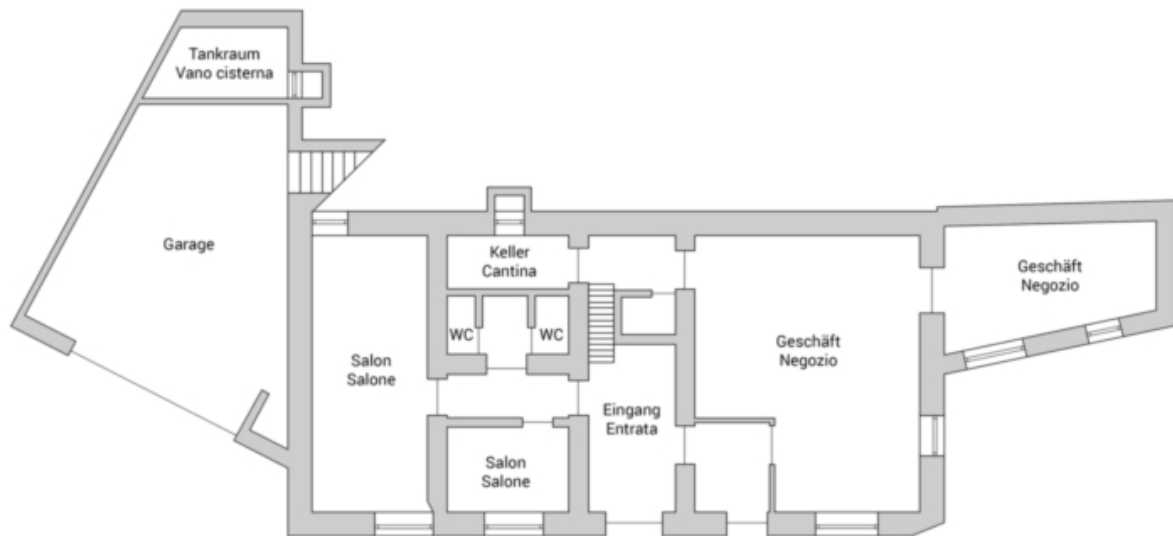 Tankraum
Vano cisterna
Garage
Keller
Cantina
Geschäft
Negozio
WC
WC
Salon
Salone
Geschäft
Negozio
Eingang
Entrata
Salon
Salone